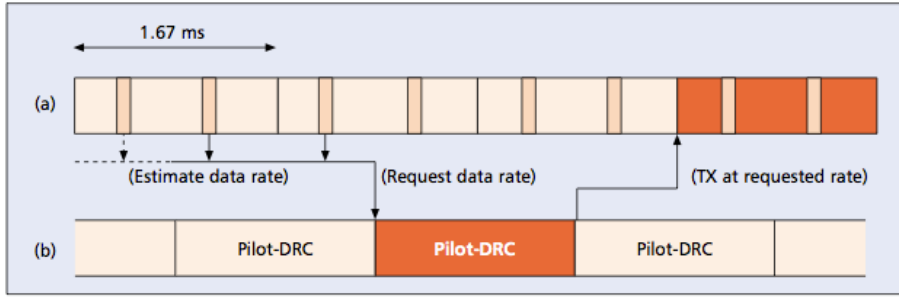 1.67 ms
(a)
(Estimate data rate) (Request data rate) (TX at requested rate)
(b) Pilot-DRC Pilot-DRC Pilot-DRC